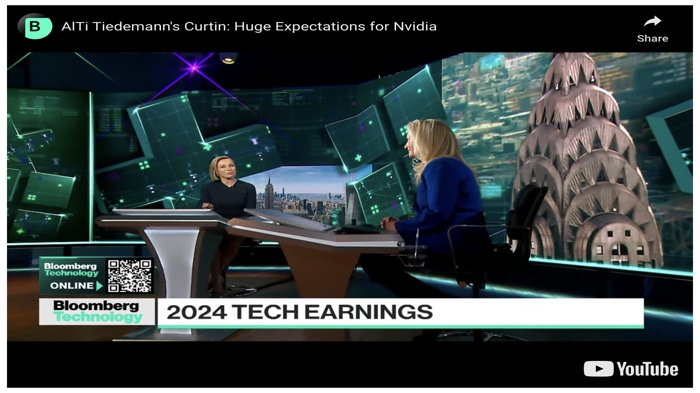 B
AlTi Tiedemann's Curtin: Huge Expectations for Nvidia
Share
Bloomberg
Technology
ONLINE
Bloomberg
Technology
2024 TECH EARNINGS
YouTube